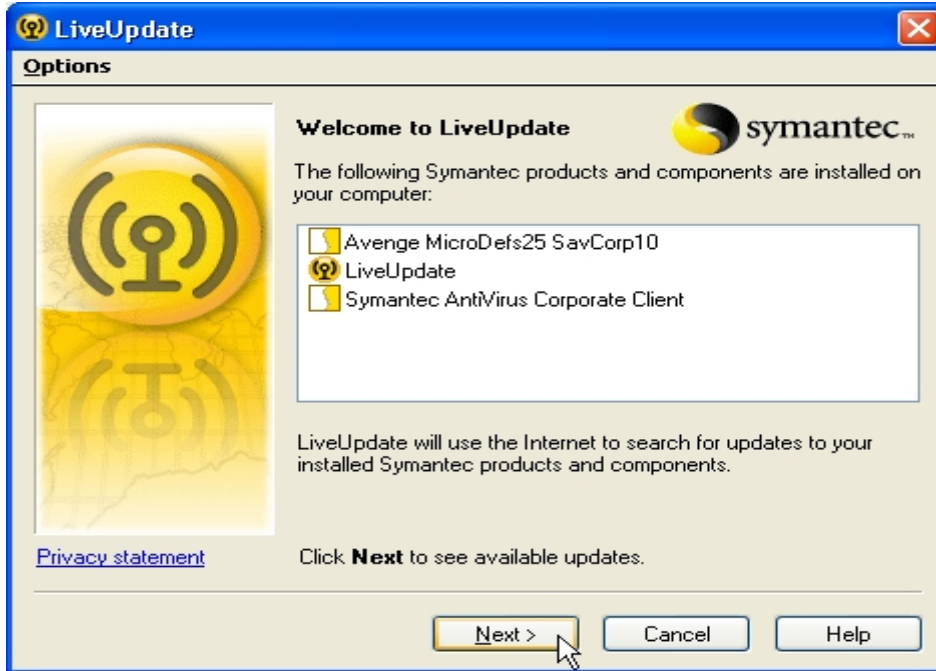 LiveUpdate
Options
Welcome to LiveUpdate
symantec™
The following Symantec products and components are installed on
your computer:
Avenge MicroDefs25 SavCorp10
LiveUpdate
Symantec AntiVirus Corporate Client
LiveUpdate will use the Internet to search for updates to your
installed Symantec products and components.
Privacy statement
Click Next to see available updates.
Next >
Cancel
Help